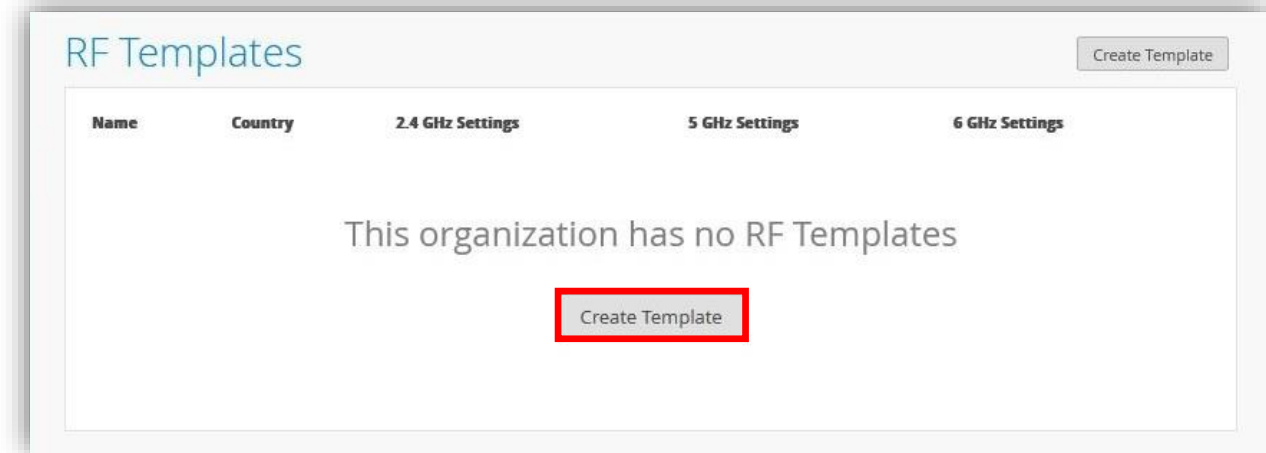 RF Templates
Create Template
Name Country 2.4 GHz Settings 5 GHz Settings 6 GHz Settings
This organization has no RF Templates
Create Template